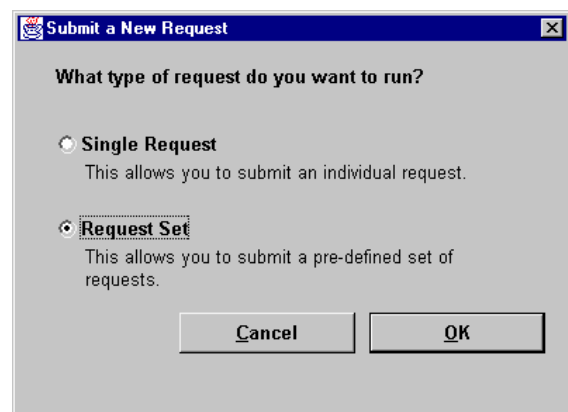 Submit a New Request
What type of request do you want to run?
Single Request
This allows you to submit an individual request.
Request Set
This allows you to submit a pre-defined set of
requests.
Cancel
OK